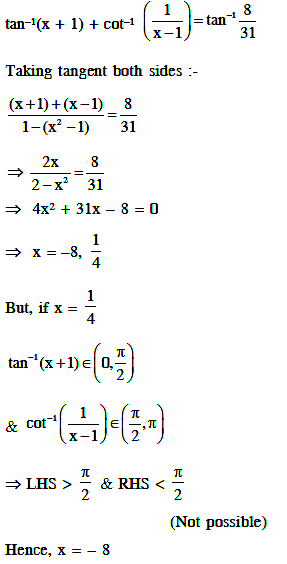 tan⁻¹(x + 1) + cot⁻¹ (1/(x−1)) = tan⁻¹ 8/31
Taking tangent both sides :-
((x+1)+(x−1))/(1−(x²−1)) = 8/31
⇒ 2x/(2−x²) = 8/31
⇒ 4x² + 31x − 8 = 0
⇒ x = −8, 1/4
But, if x = 1/4
tan⁻¹(x+1) ∈ (0, π/2)
& cot⁻¹(1/(x−1)) ∈ (π/2, π)
⇒ LHS > π/2 & RHS < π/2
(Not possible)
Hence, x = − 8